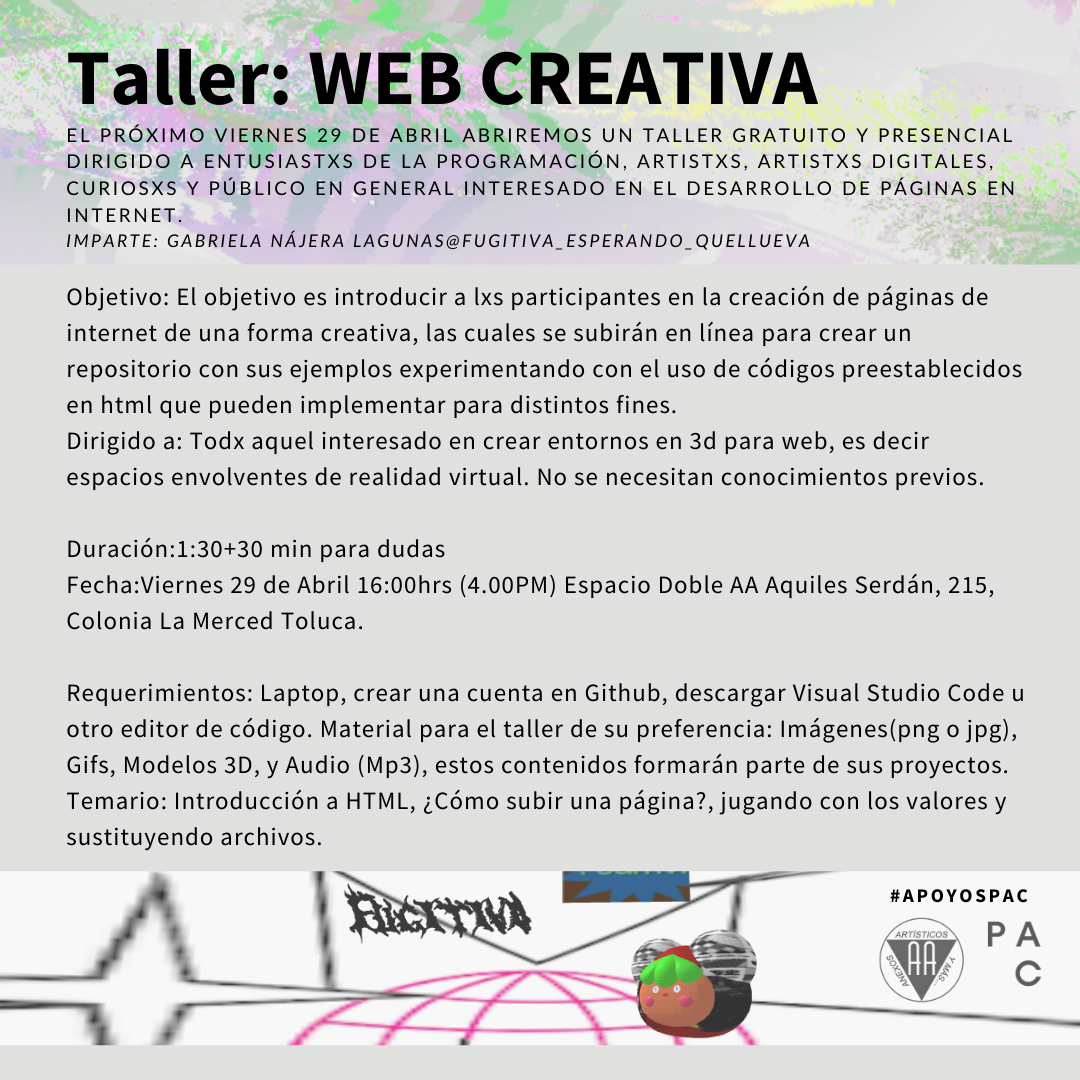 Taller: WEB CREATIVA
EL PRÓXIMO VIERNES 29 DE ABRIL ABRIREMOS UN TALLER GRATUITO Y PRESENCIAL
DIRIGIDO A ENTUSIASTXS DE LA PROGRAMACIÓN, ARTISTXS, ARTISTXS DIGITALES,
CURIOSXS Y PÚBLICO EN GENERAL INTERESADO EN EL DESARROLLO DE PÁGINAS EN
INTERNET.
IMPARTE: GABRIELA NÁJERA LAGUNAS@FUGITIVA_ESPERANDO_QUELLUEVA
Objetivo: El objetivo es introducir a lxs participantes en la creación de páginas de
internet de una forma creativa, las cuales se subirán en línea para crear un
repositorio con sus ejemplos experimentando con el uso de códigos preestablecidos
en html que pueden implementar para distintos fines.
Dirigido a: Todx aquel interesado en crear entornos en 3d para web, es decir
espacios envolventes de realidad virtual. No se necesitan conocimientos previos.
Duración:1:30+30 min para dudas
Fecha:Viernes 29 de Abril 16:00hrs (4.00PM) Espacio Doble AA Aquiles Serdán, 215,
Colonia La Merced Toluca.
Requerimientos: Laptop, crear una cuenta en Github, descargar Visual Studio Code u
otro editor de código. Material para el taller de su preferencia: Imágenes(png o jpg),
Gifs, Modelos 3D, y Audio (Mp3), estos contenidos formarán parte de sus proyectos.
Temario: Introducción a HTML, ¿Cómo subir una página?, jugando con los valores y
sustituyendo archivos.
FUGITIVA
#APOYOSPAC
ARTÍSTICOS
AA
ANEXOS
Y MÁS...
P A
C